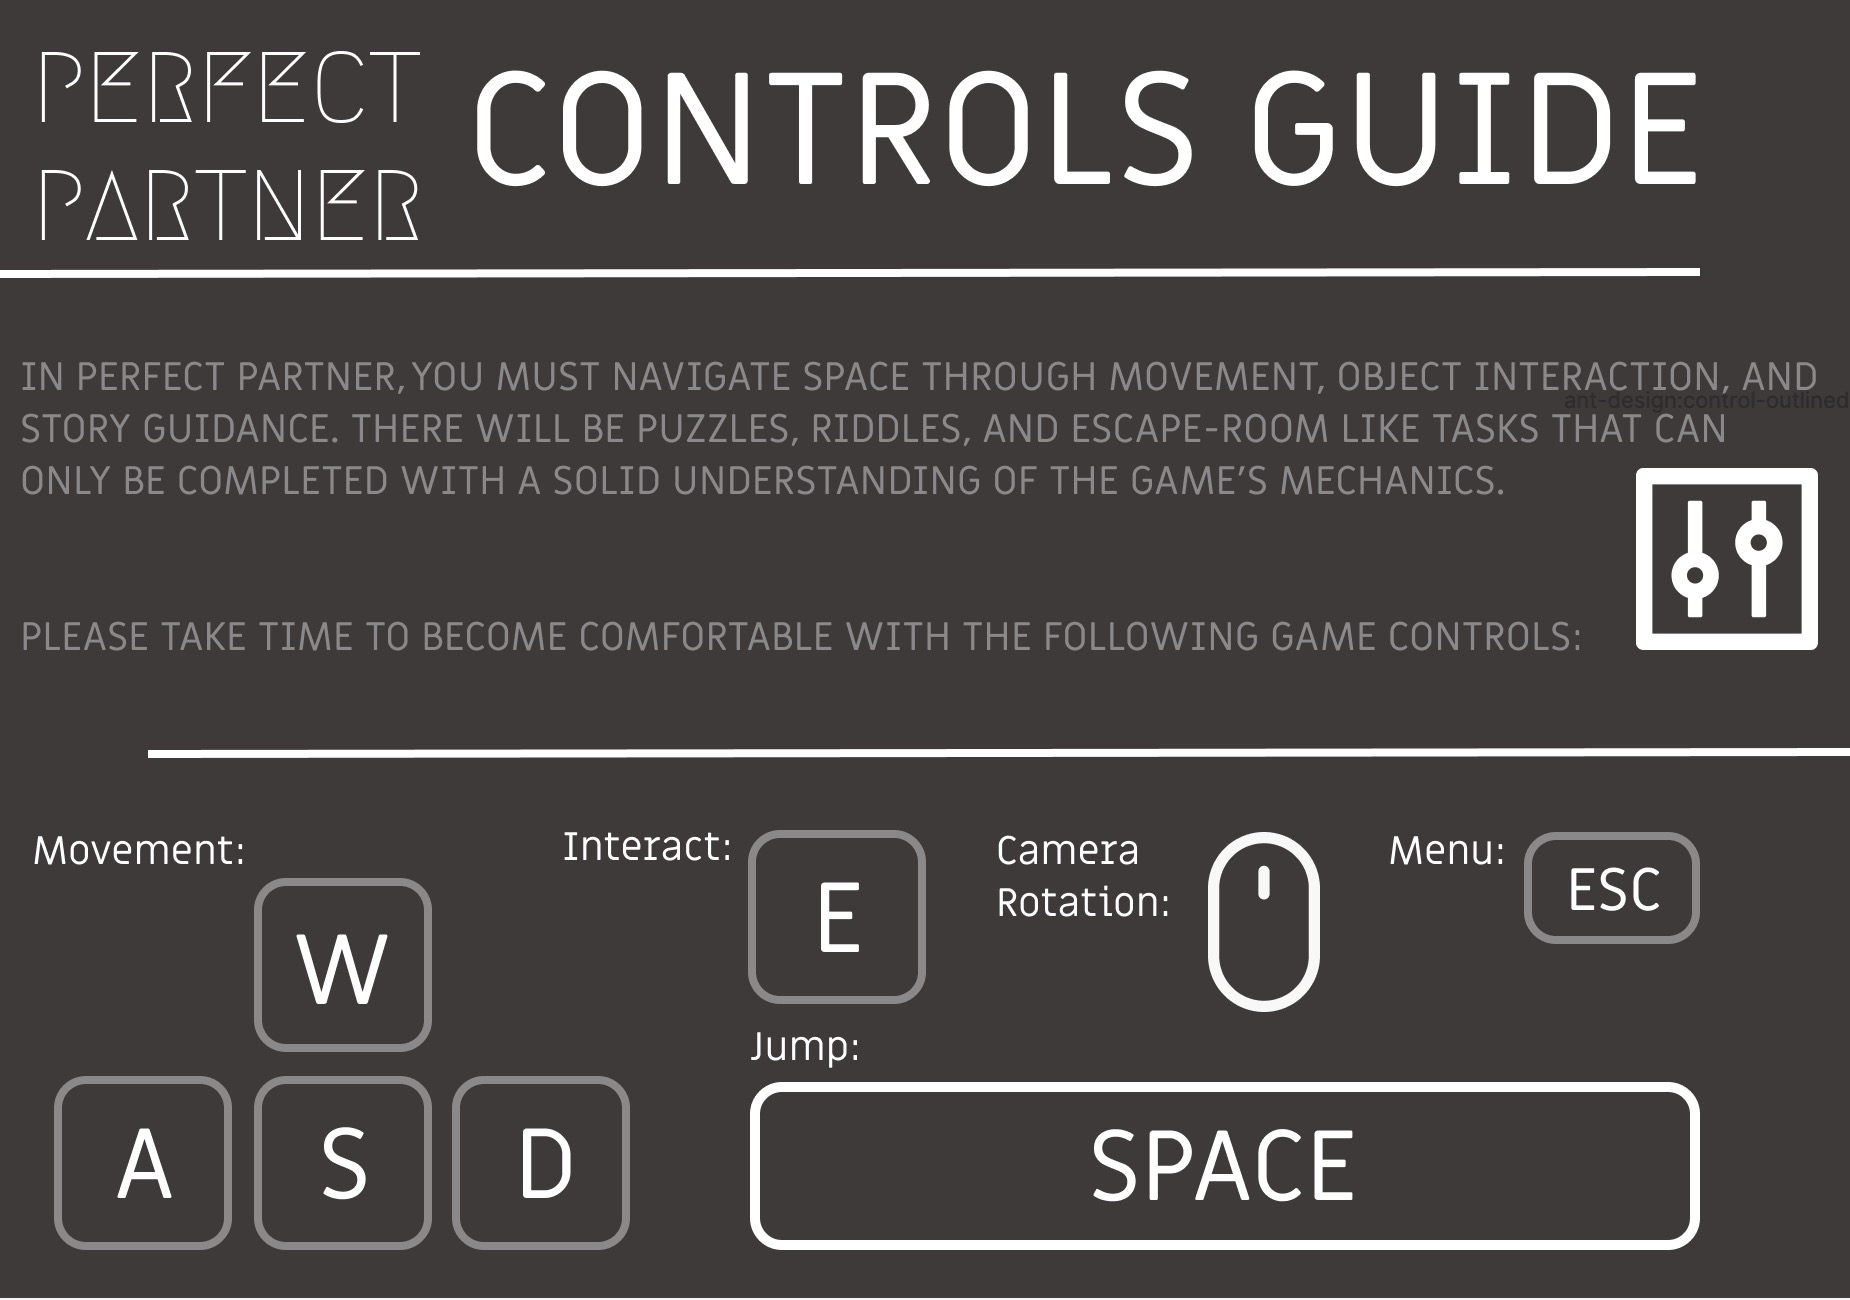 PERFECT
PARTNER
CONTROLS GUIDE
IN PERFECT PARTNER, YOU MUST NAVIGATE SPACE THROUGH MOVEMENT, OBJECT INTERACTION, AND
ant-design:control-outlined
STORY GUIDANCE. THERE WILL BE PUZZLES, RIDDLES, AND ESCAPE-ROOM LIKE TASKS THAT CAN
ONLY BE COMPLETED WITH A SOLID UNDERSTANDING OF THE GAME’S MECHANICS.
PLEASE TAKE TIME TO BECOME COMFORTABLE WITH THE FOLLOWING GAME CONTROLS:
Movement:
W
A S D
Interact:
E
Camera
Rotation:
Menu:
ESC
Jump:
SPACE